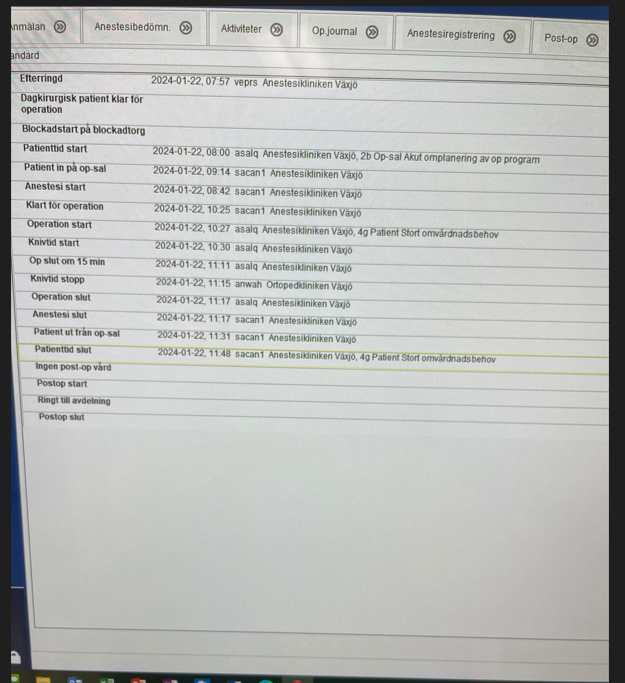 nmälan
Anestesibedömn.
Aktiviteter
Op.journal
Anestesiregistrering
Post-op
andard
Efterringd 2024-01-22, 07:57 veprs Anestesikliniken Växjö
Dagkirurgisk patient klar för
operation
Blockadstart på blockadtorg
Patienttid start 2024-01-22, 08:00 asalq Anestesikliniken Växjö, 2b Op-sal Akut omplanering av op program
Patient in på op-sal 2024-01-22, 09:14 sacan1 Anestesikliniken Växjö
Anestesi start 2024-01-22, 08:42 sacan1 Anestesikliniken Växjö
Klart för operation 2024-01-22, 10:25 sacan1 Anestesikliniken Växjö
Operation start 2024-01-22, 10:27 asalq Anestesikliniken Växjö, 4g Patient Stort omvårdnadsbehov
Knivtid start 2024-01-22, 10:30 asalq Anestesikliniken Växjö
Op slut om 15 min 2024-01-22, 11:11 asalq Anestesikliniken Växjö
Knivtid stopp 2024-01-22, 11:15 anwah Ortopedkliniken Växjö
Operation slut 2024-01-22, 11:17 asalq Anestesikliniken Växjö
Anestesi slut 2024-01-22, 11:17 sacan1 Anestesikliniken Växjö
Patient ut från op-sal 2024-01-22, 11:31 sacan1 Anestesikliniken Växjö
Patienttid slut 2024-01-22, 11:48 sacan1 Anestesikliniken Växjö, 4g Patient Stort omvårdnadsbehov
Ingen post-op vård
Postop start
Ringt till avdelning
Postop slut